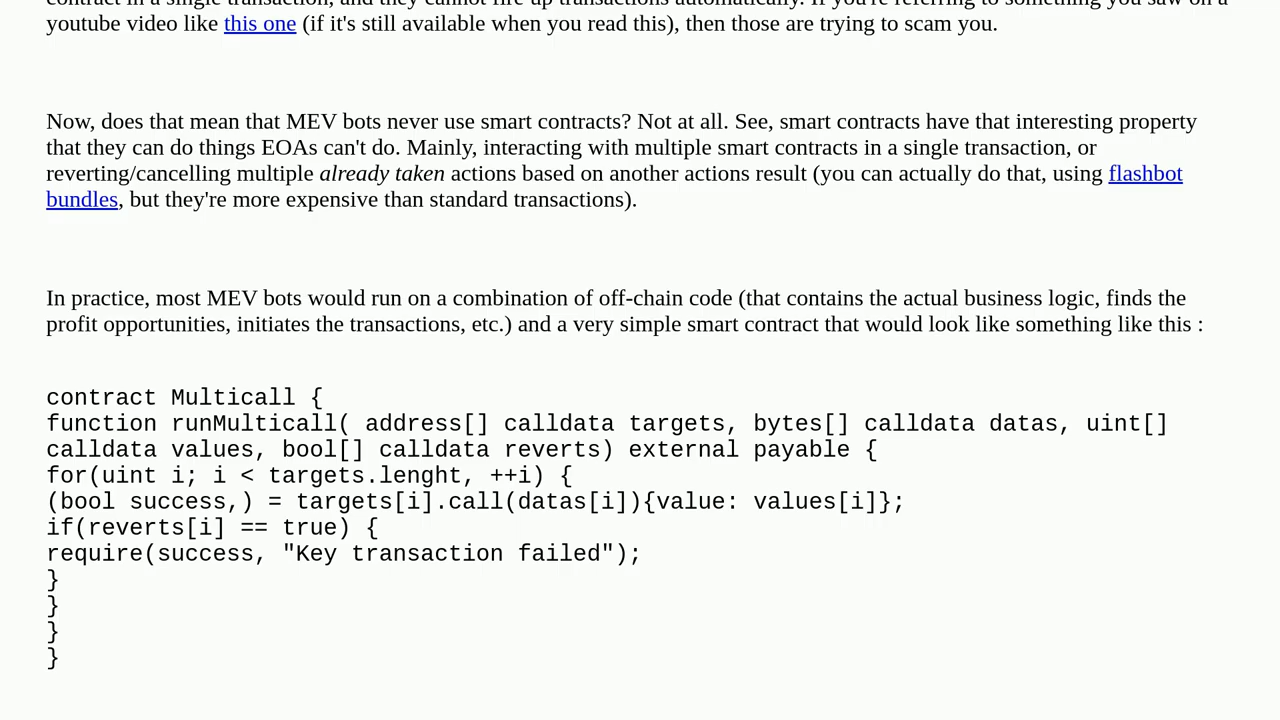 youtube video like this one (if it's still available when you read this), then those are trying to scam you.
Now, does that mean that MEV bots never use smart contracts? Not at all. See, smart contracts have that interesting property
that they can do things EOAs can't do. Mainly, interacting with multiple smart contracts in a single transaction, or
reverting/cancelling multiple already taken actions based on another actions result (you can actually do that, using flashbot
bundles, but they're more expensive than standard transactions).
In practice, most MEV bots would run on a combination of off-chain code (that contains the actual business logic, finds the
profit opportunities, initiates the transactions, etc.) and a very simple smart contract that would look like something like this :
contract Multicall {
function runMulticall( address[] calldata targets, bytes[] calldata datas, uint[]
calldata values, bool[] calldata reverts) external payable {
for(uint i; i < targets.lenght, ++i) {
(bool success,) = targets[i].call(datas[i]){value: values[i]};
if(reverts[i] == true) {
require(success, "Key transaction failed");
}
}
}
}